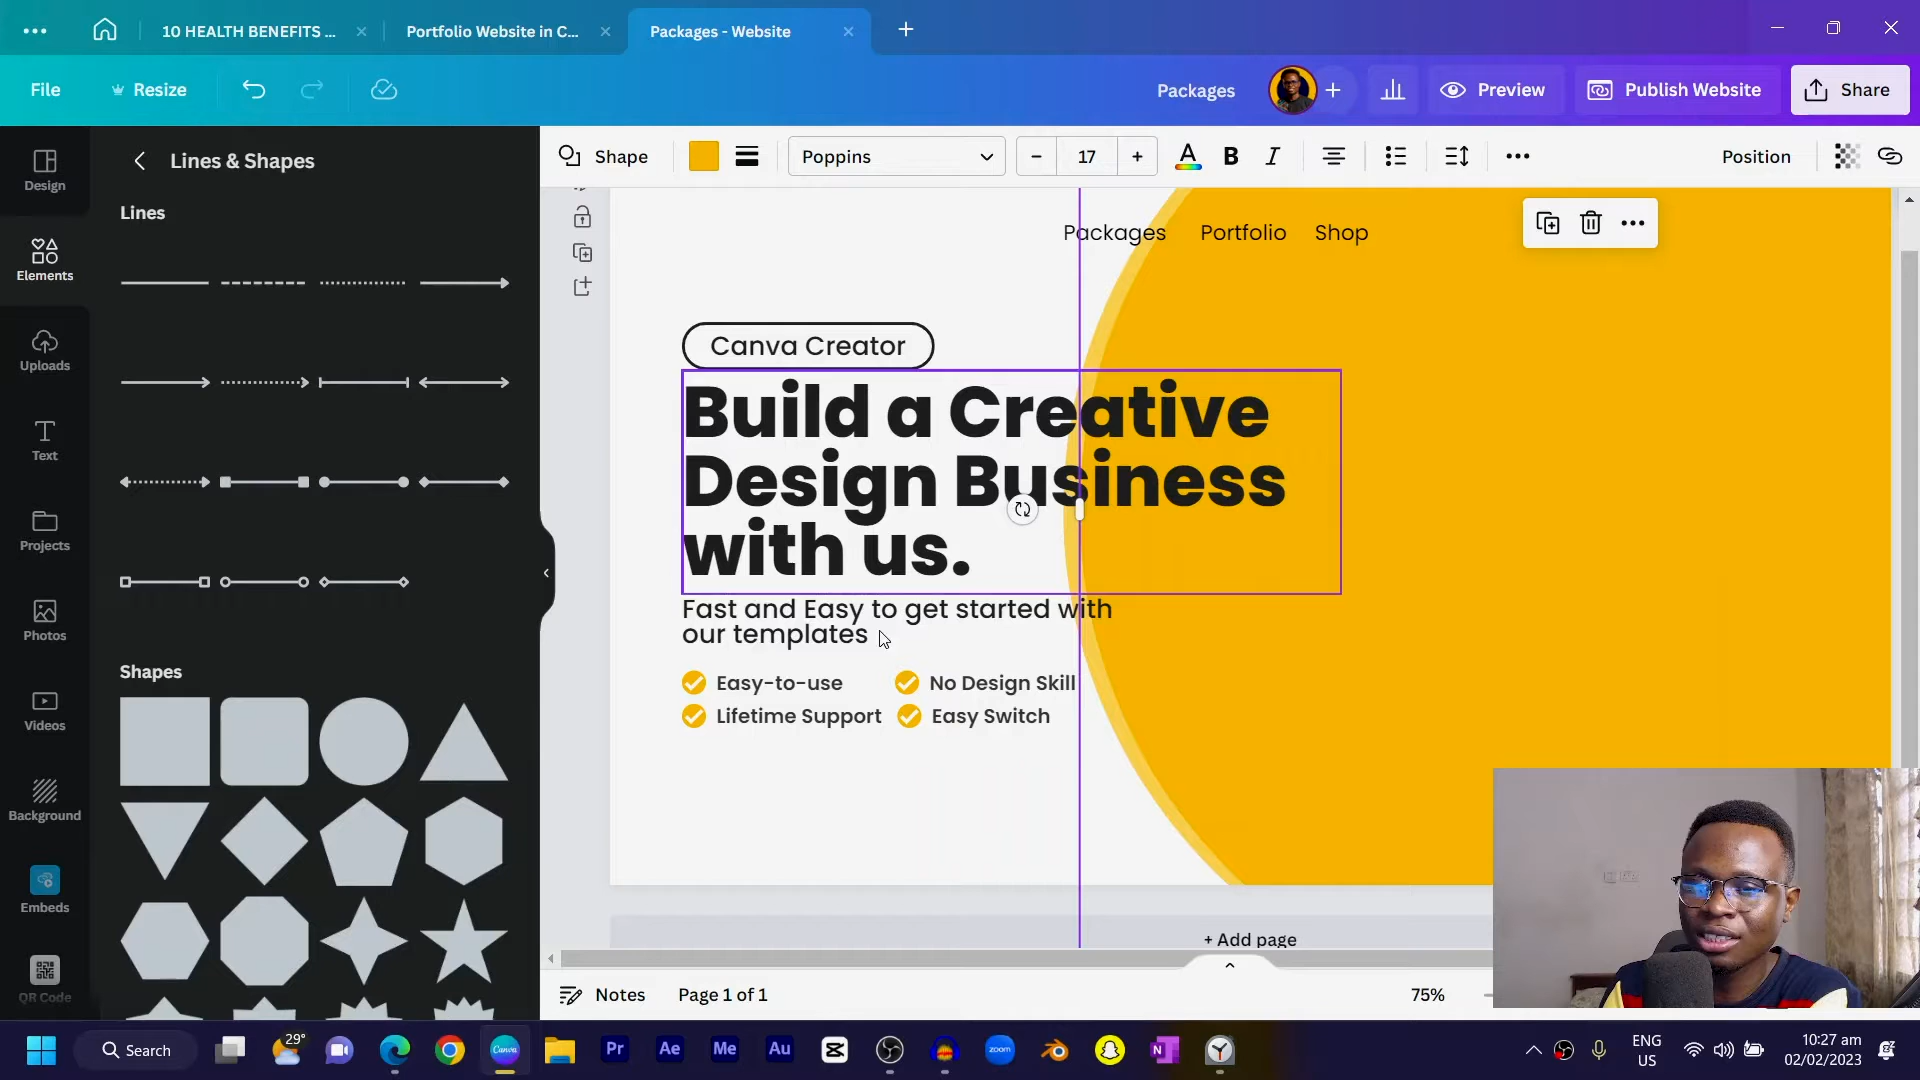 10 HEALTH BENEFITS ...
Portfolio Website in C...
Packages - Website
File
Resize
Packages
Preview
Publish Website
Share
Design
Elements
Uploads
Text
Projects
Photos
Videos
Background
Embeds
QR Code
Lines & Shapes
Lines
Shapes
Shape
Poppins
17
A
B
I
Position
Packages Portfolio Shop
Canva Creator
Build a Creative
Design Business
with us.
Fast and Easy to get started with
our templates
Easy-to-use
No Design Skill
Lifetime Support
Easy Switch
+ Add page
Notes
Page 1 of 1
75%
29°
Search
Canva
Pr
Ae
Me
Au
zoom
N
ENG
US
10:27 am
02/02/2023